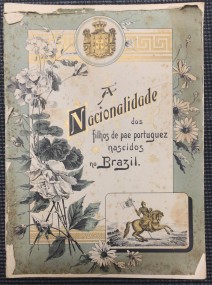 A
Nacionalidade
dos
filhos de pae portuguez
nascidos
no Brazil.